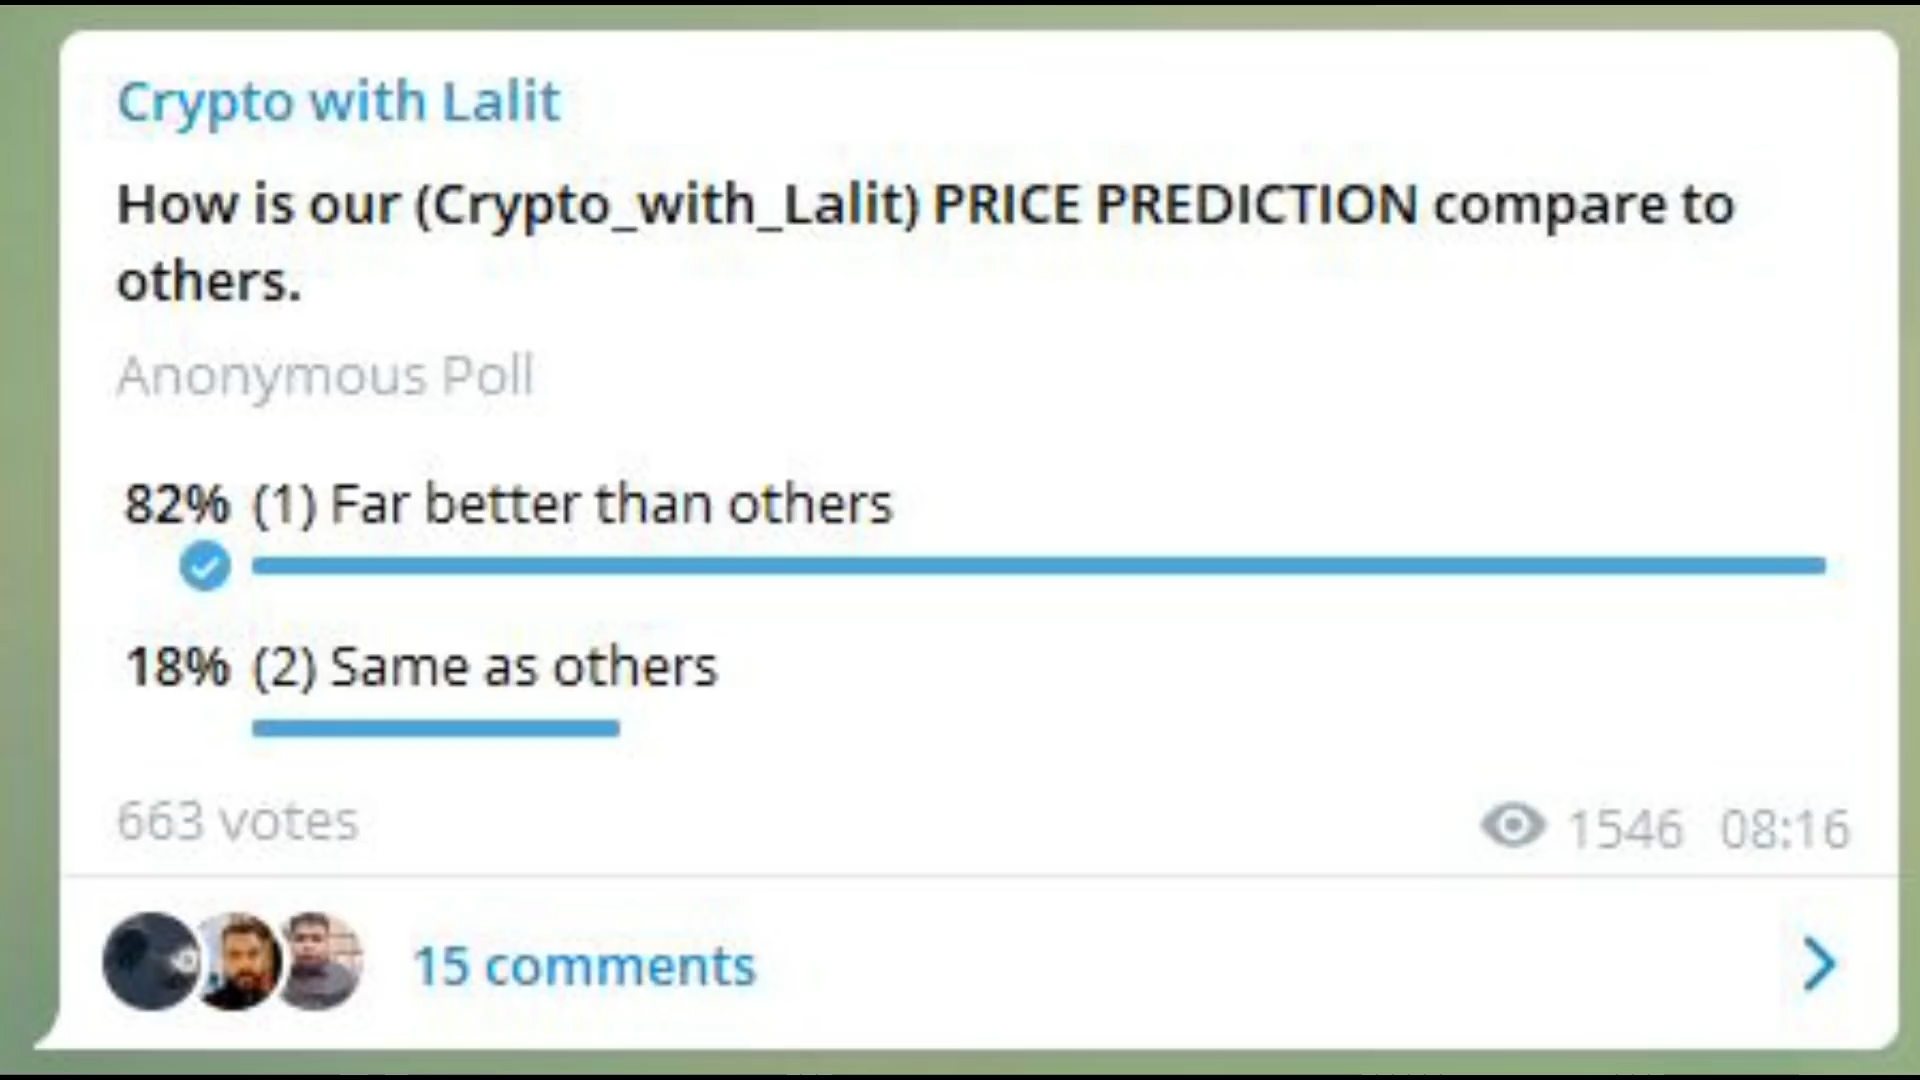 Crypto with Lalit
How is our (Crypto_with_Lalit) PRICE PREDICTION compare to
others.
Anonymous Poll
82% (1) Far better than others
18% (2) Same as others
663 votes
1546 08:16
15 comments